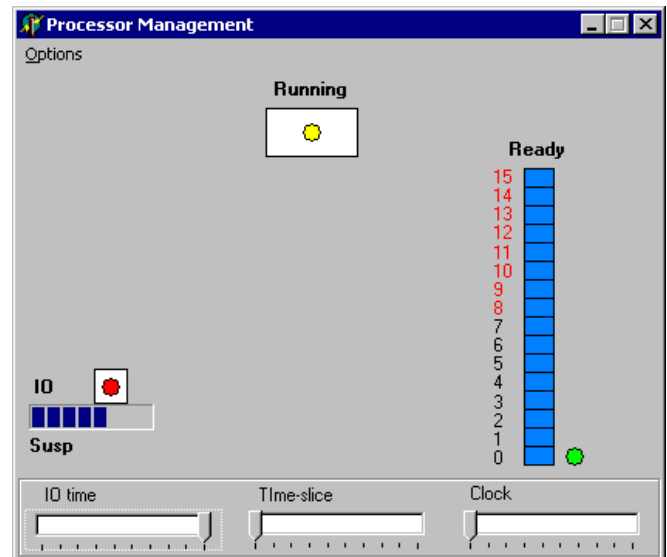 Processor Management
Options
Running
Ready
15
14
13
12
11
10
9
8
7
6
5
4
3
2
1
0
IO
Susp
IO time
TIme-slice
Clock